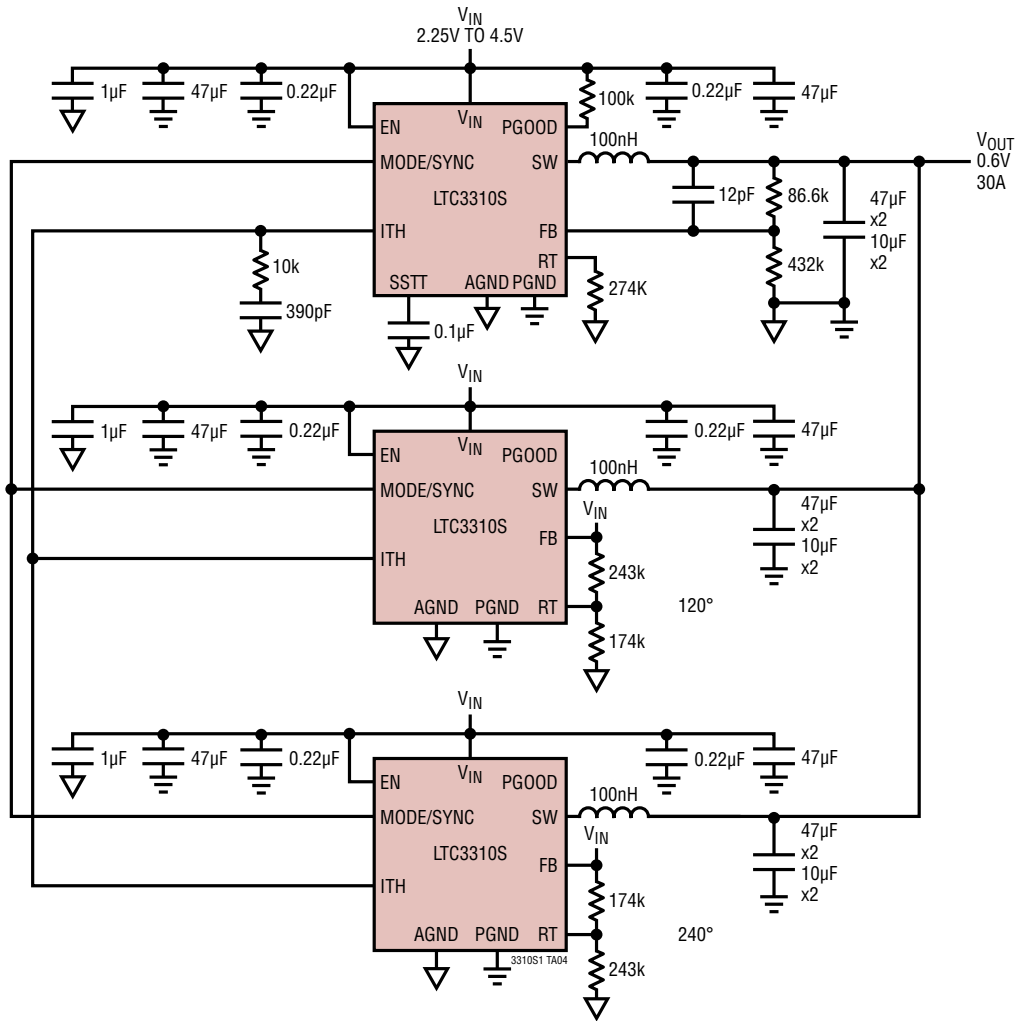 VIN
2.25V TO 4.5V
1µF
47µF
0.22µF
100k
0.22µF
47µF
VIN
EN
PGOOD
100nH
VOUT
0.6V
30A
MODE/SYNC
SW
LTC3310S
12pF
86.6k
47µF
x2
10µF
x2
ITH
FB
10k
RT
432k
274K
SSTT
AGND
PGND
390pF
0.1µF
VIN
1µF
47µF
0.22µF
0.22µF
47µF
VIN
EN
PGOOD
100nH
MODE/SYNC
SW
VIN
47µF
x2
10µF
x2
LTC3310S
FB
ITH
243k
AGND
PGND
RT
120°
174k
VIN
1µF
47µF
0.22µF
0.22µF
47µF
VIN
EN
PGOOD
100nH
MODE/SYNC
SW
VIN
47µF
x2
10µF
x2
LTC3310S
FB
ITH
174k
AGND
PGND
RT
240°
3310S1 TA04
243k